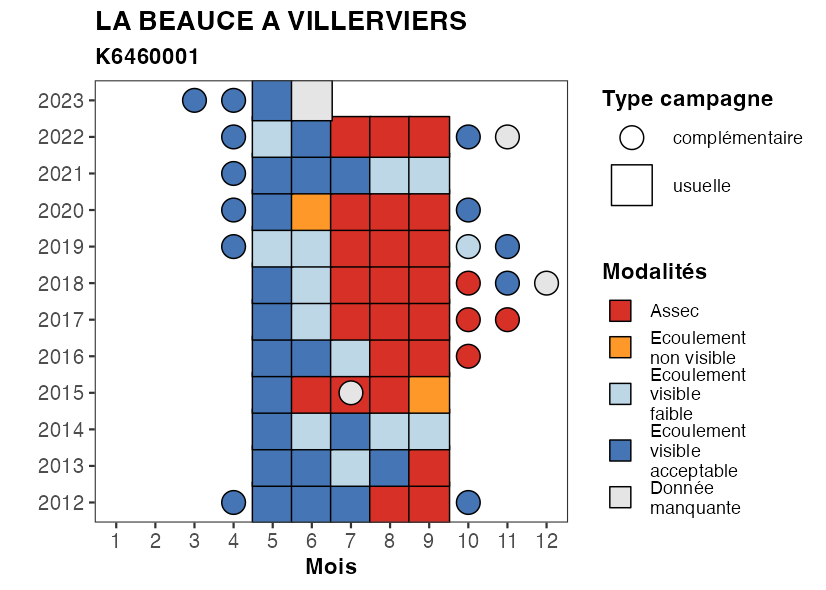 LA BEAUCE A VILLERVIERS
K6460001
2023
2022
2021
2020
2019
2018
2017
2016
2015
2014
2013
2012
1 2 3 4 5 6 7 8 9 10 11 12
Mois
Type campagne
complémentaire
usuelle
Modalités
Assec
Ecoulement
non visible
Ecoulement
visible
faible
Ecoulement
visible
acceptable
Donnée
manquante